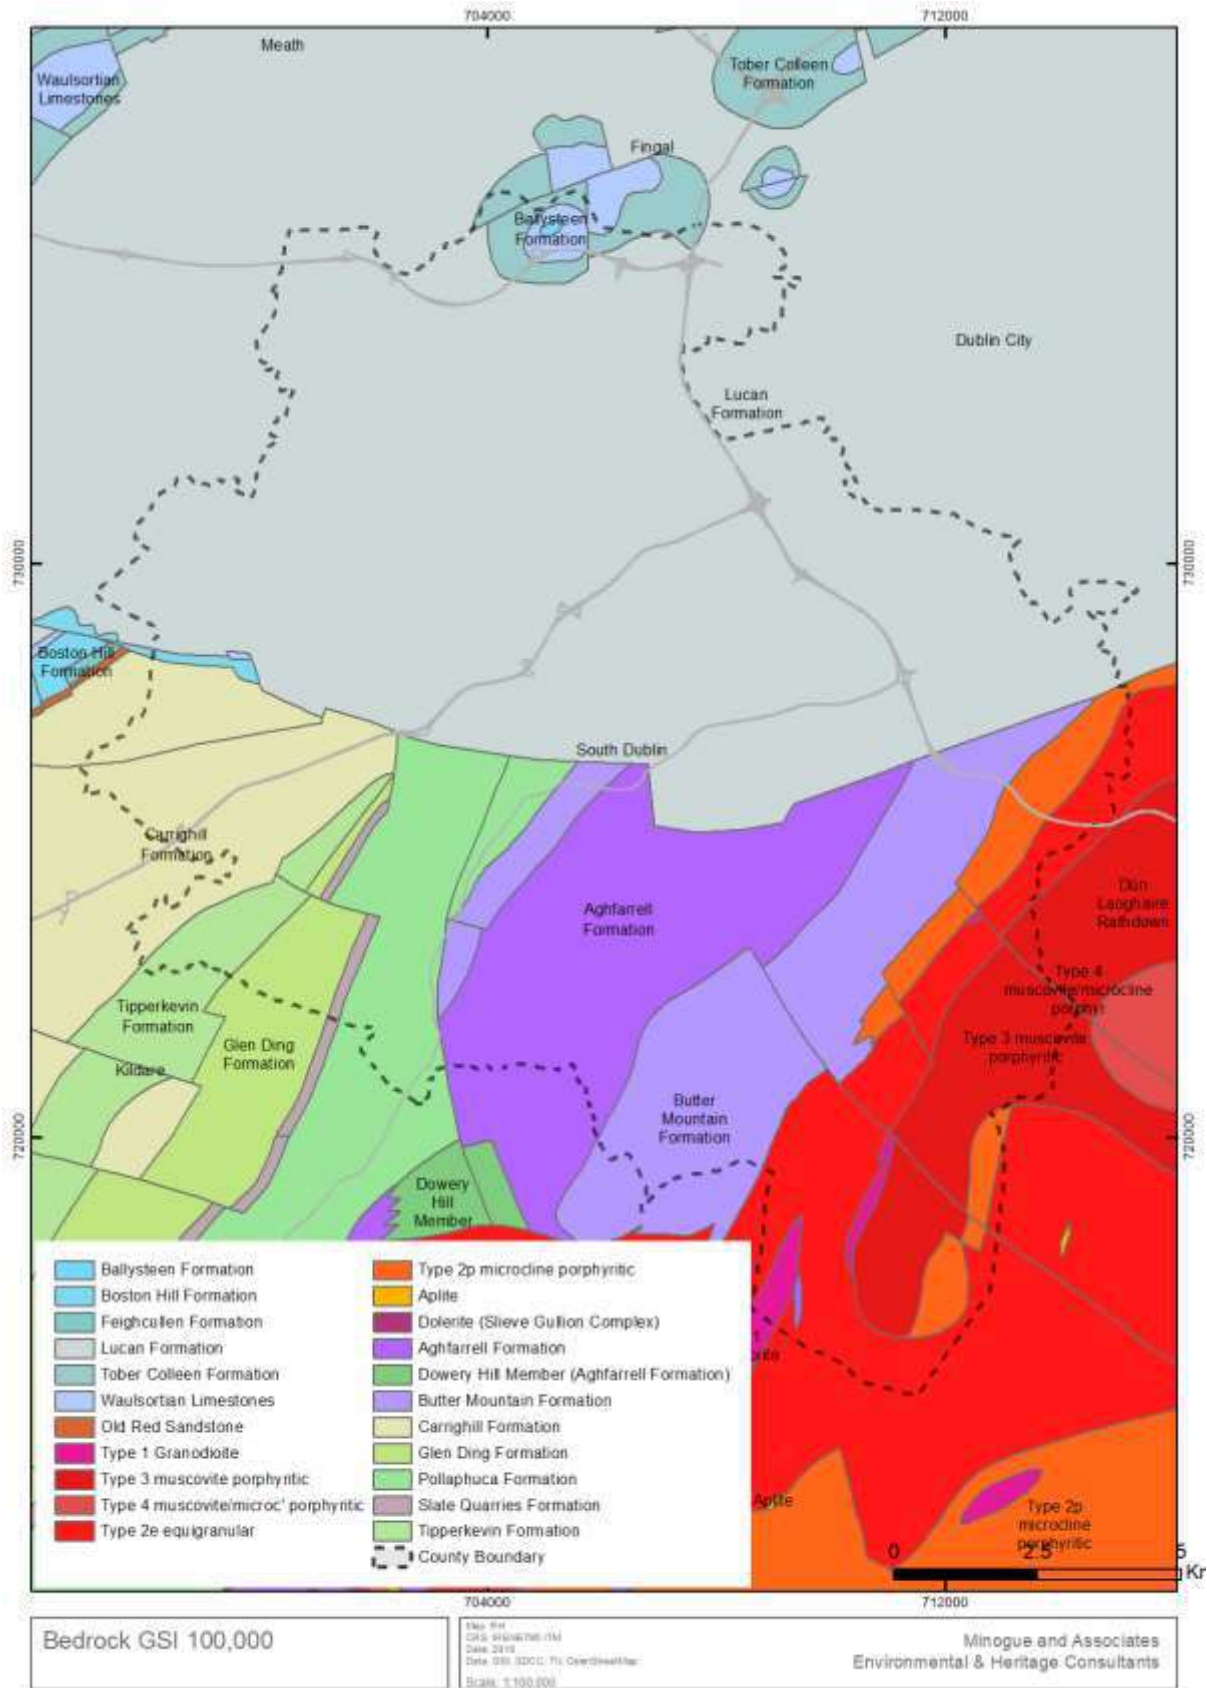 704000
712000
Meath
Waulsortian
Limestones
Tober Colleen
Formation
Fingal
Ballysteen
Formation
Dublin City
Lucan
Formation
730000
730000
Boston Hill
Formation
South Dublin
Carrighill
Formation
Aghfarrell
Formation
Dún
Laoghaire
Rathdown
Type 4
muscovite/microcline
porphyri
Tipperkevin
Formation
Glen Ding
Formation
Type 3 muscovite
porphyritic
Kildare
Butter
Mountain
Formation
720000
720000
Dowery
Hill
Member
Ballysteen Formation
Boston Hill Formation
Feighcullen Formation
Lucan Formation
Tober Colleen Formation
Waulsortian Limestones
Old Red Sandstone
Type 1 Granodioite
Type 3 muscovite porphyritic
Type 4 muscovite/microc' porphyritic
Type 2e equigranular
Type 2p microcline porphyritic
Aplite
Dolerite (Slieve Gullion Complex)
Aghfarrell Formation
Dowery Hill Member (Aghfarrell Formation)
Butter Mountain Formation
Carrighill Formation
Glen Ding Formation
Pollaphuca Formation
Slate Quarries Formation
Tipperkevin Formation
County Boundary
Aplite
Type 2p
microcline
porphyritic
0 2.5 5
704000
712000
Bedrock GSI 100,000
Scale: 1:100,000
Minogue and Associates
Environmental & Heritage Consultants